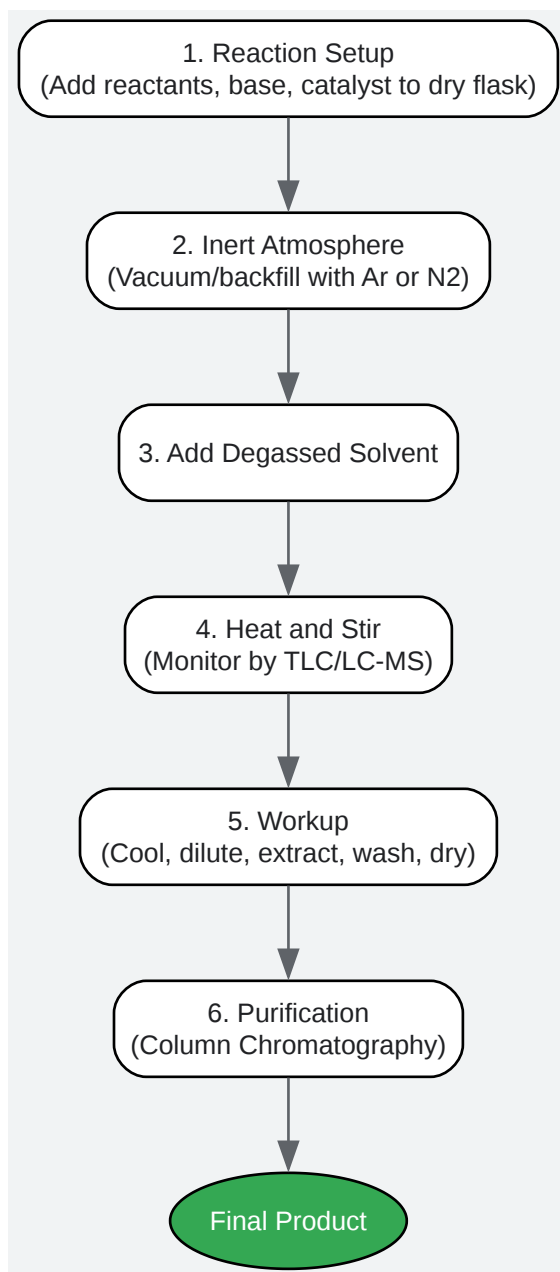 1. Reaction Setup
(Add reactants, base, catalyst to dry flask)
2. Inert Atmosphere
(Vacuum/backfill with Ar or N2)
3. Add Degassed Solvent
4. Heat and Stir
(Monitor by TLC/LC-MS)
5. Workup
(Cool, dilute, extract, wash, dry)
6. Purification
(Column Chromatography)
Final Product